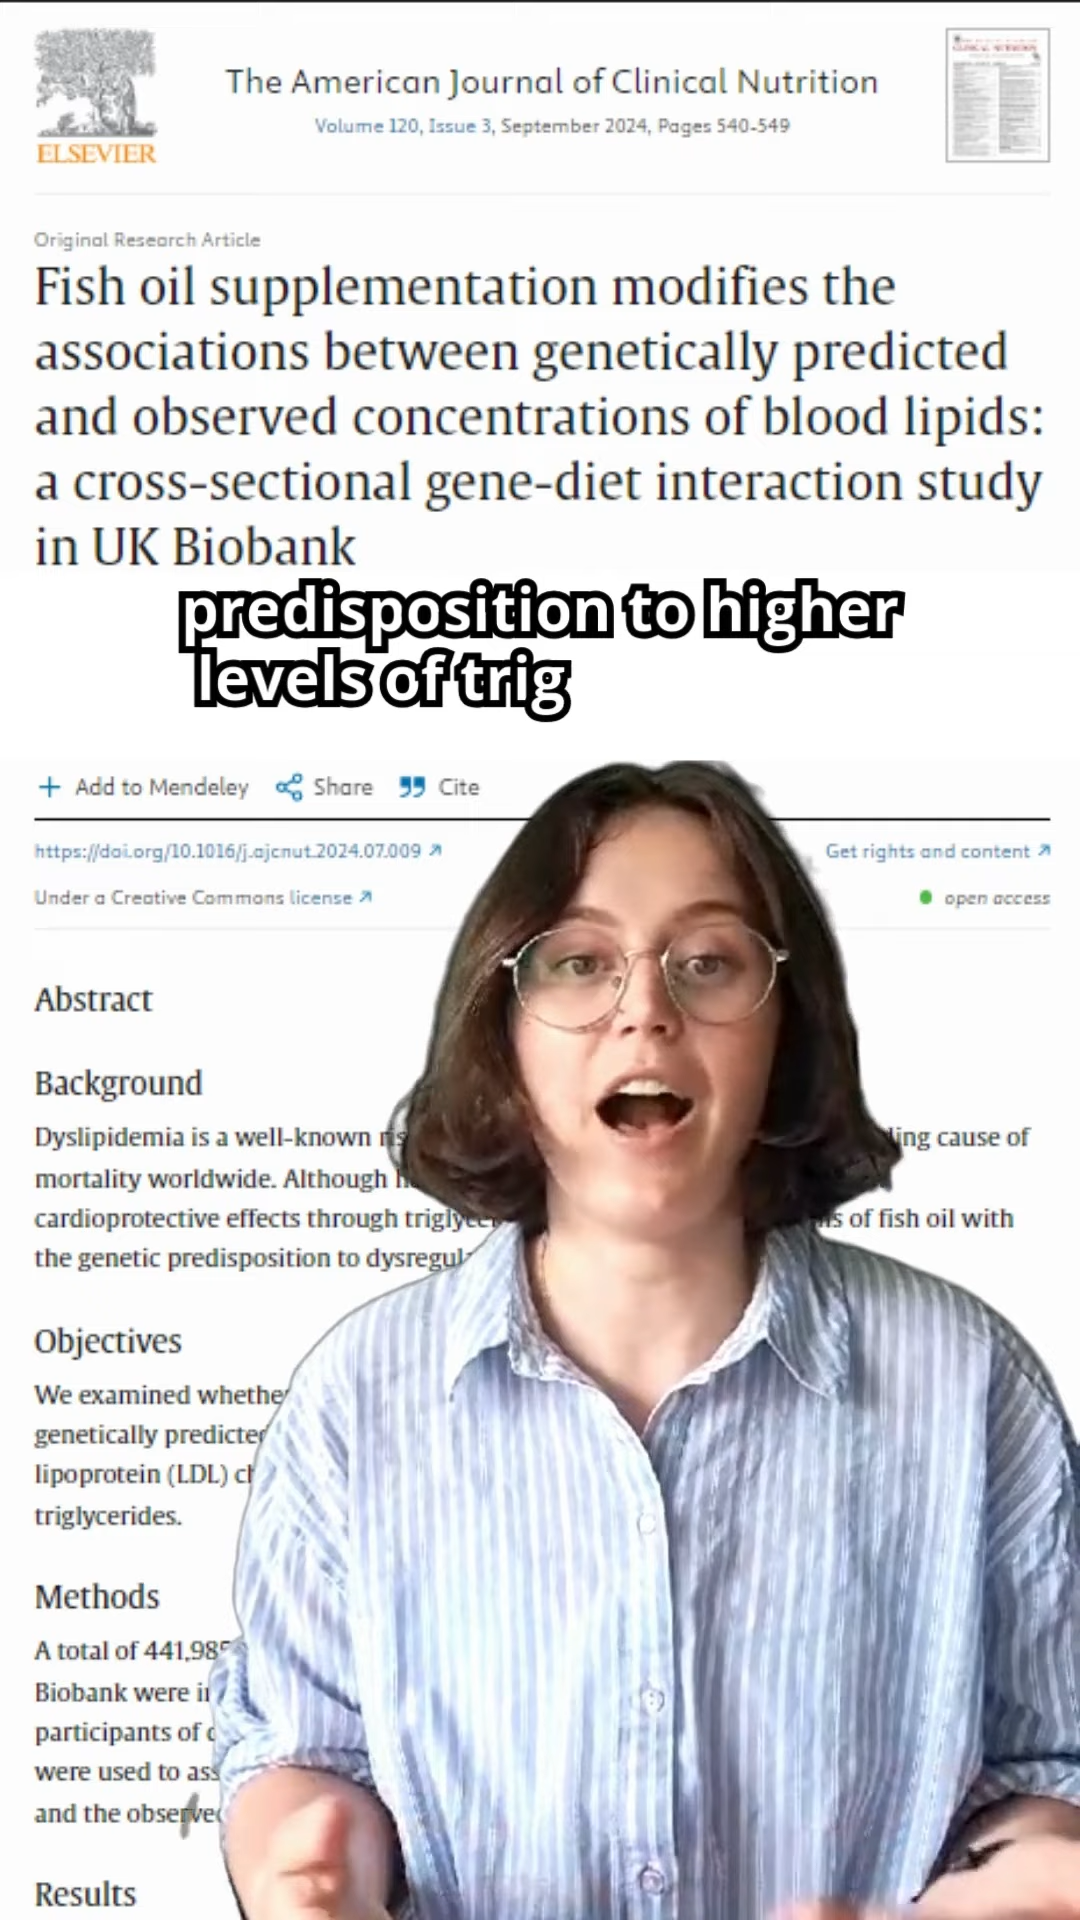 ELSEVIER
The American Journal of Clinical Nutrition
Volume 120, Issue 3, September 2024, Pages 540-549
Original Research Article
Fish oil supplementation modifies the
associations between genetically predicted
and observed concentrations of blood lipids:
a cross-sectional gene-diet interaction study
in UK Biobank
predisposition to higher
levels of trig
+ Add to Mendeley Share Cite
https://doi.org/10.1016/j.ajcnut.2024.07.009
Get rights and content
Under a Creative Commons license
open access
Abstract
Background
Dyslipidemia is a well-known cause of
mortality worldwide. Although
cardioprotective effects through of fish oil with
the genetic predisposition to
Objectives
We examined
genetically
lipoprotein (LDL)
triglycerides.
Methods
A total of
Biobank were
participants of
were used to
and the
Results